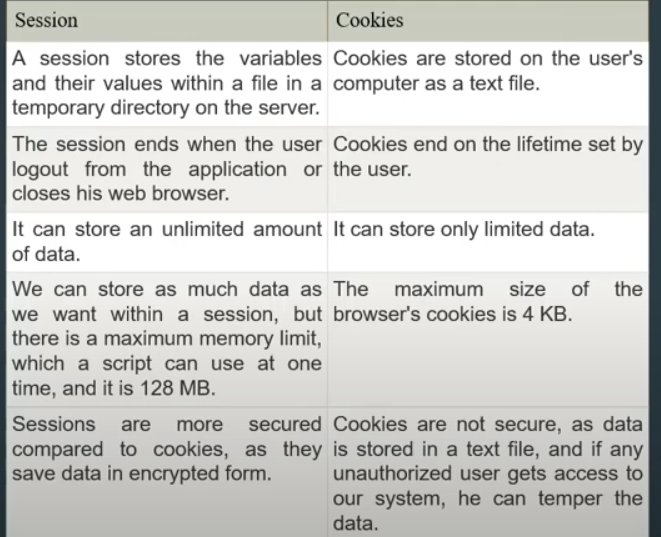 Session
Cookies
A session stores the variables
and their values within a file in a
temporary directory on the server.
Cookies are stored on the user's
computer as a text file.
The session ends when the user
logout from the application or
closes his web browser.
Cookies end on the lifetime set by
the user.
It can store an unlimited amount
of data.
It can store only limited data.
We can store as much data as
we want within a session, but
there is a maximum memory limit,
which a script can use at one
time, and it is 128 MB.
The maximum size of the
browser's cookies is 4 KB.
Sessions are more secured
compared to cookies, as they
save data in encrypted form.
Cookies are not secure, as data
is stored in a text file, and if any
unauthorized user gets access to
our system, he can temper the
data.